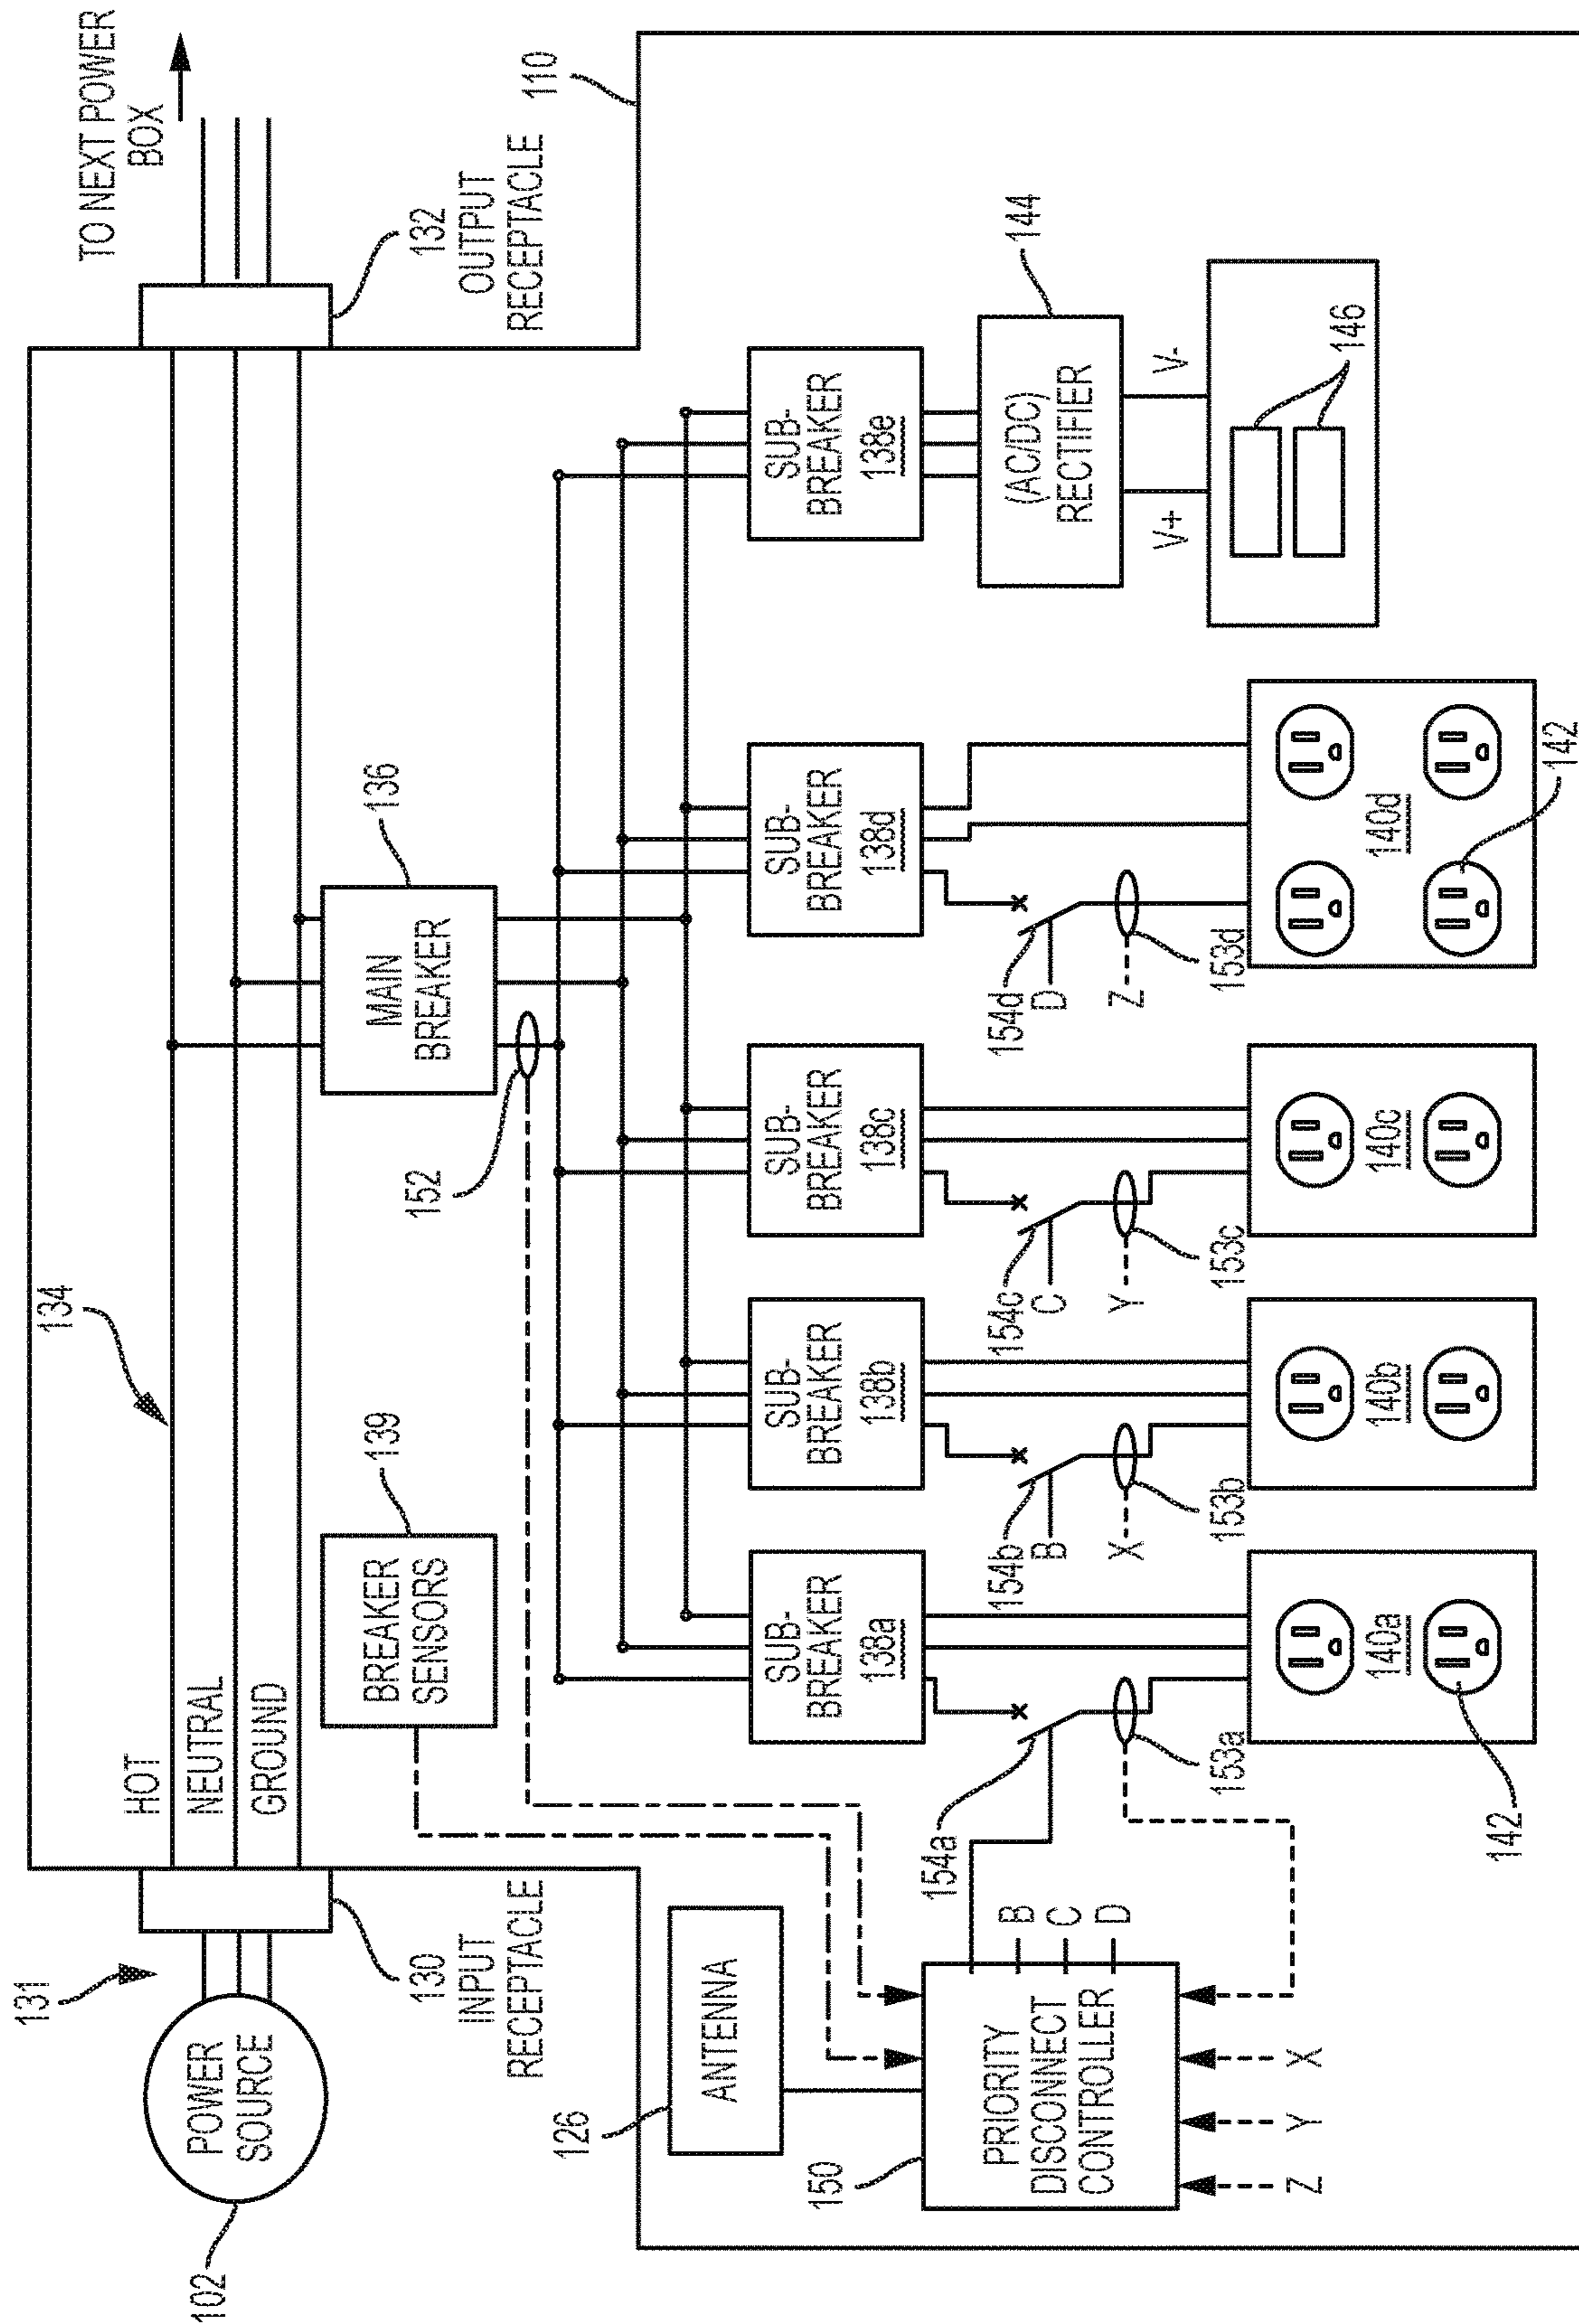 131
134
TO NEXT POWER
BOX
POWER
SOURCE
102
HOT
NEUTRAL
GROUND
130
INPUT
RECEPTACLE
132
OUTPUT
RECEPTACLE
110
BREAKER
SENSORS
139
MAIN
BREAKER
136
152
126
ANTENNA
150
PRIORITY
DISCONNECT
CONTROLLER
B
C
D
Z
Y
X
SUB-
BREAKER
138a
SUB-
BREAKER
138b
SUB-
BREAKER
138c
SUB-
BREAKER
138d
SUB-
BREAKER
138e
154a
154b
B
154c
C
154d
D
X
Y
Z
153a
153b
153c
153d
(AC/DC)
RECTIFIER
144
V+
V-
146
140a
140b
140c
140d
142
142